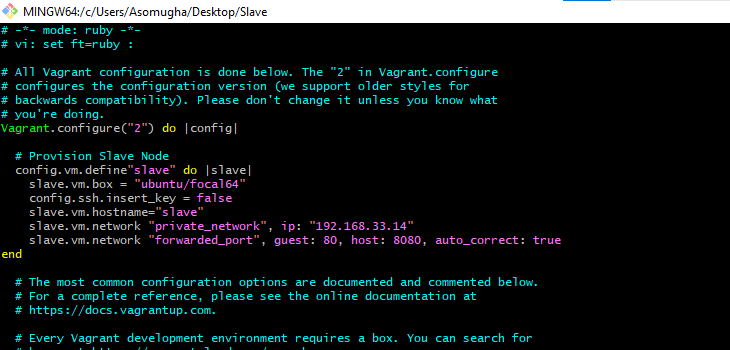 MINGW64:/c/Users/Asomugha/Desktop/Slave
# -*- mode: ruby -*-
# vi: set ft=ruby :
# All Vagrant configuration is done below. The "2" in Vagrant.configure
# configures the configuration version (we support older styles for
# backwards compatibility). Please don't change it unless you know what
# you're doing.
Vagrant.configure("2") do |config|
  # Provision Slave Node
  config.vm.define"slave" do |slave|
    slave.vm.box = "ubuntu/focal64"
    config.ssh.insert_key = false
    slave.vm.hostname="slave"
    slave.vm.network "private_network", ip: "192.168.33.14"
    slave.vm.network "forwarded_port", guest: 80, host: 8080, auto_correct: true
end
  # The most common configuration options are documented and commented below.
  # For a complete reference, please see the online documentation at
  # https://docs.vagrantup.com.
  # Every Vagrant development environment requires a box. You can search for